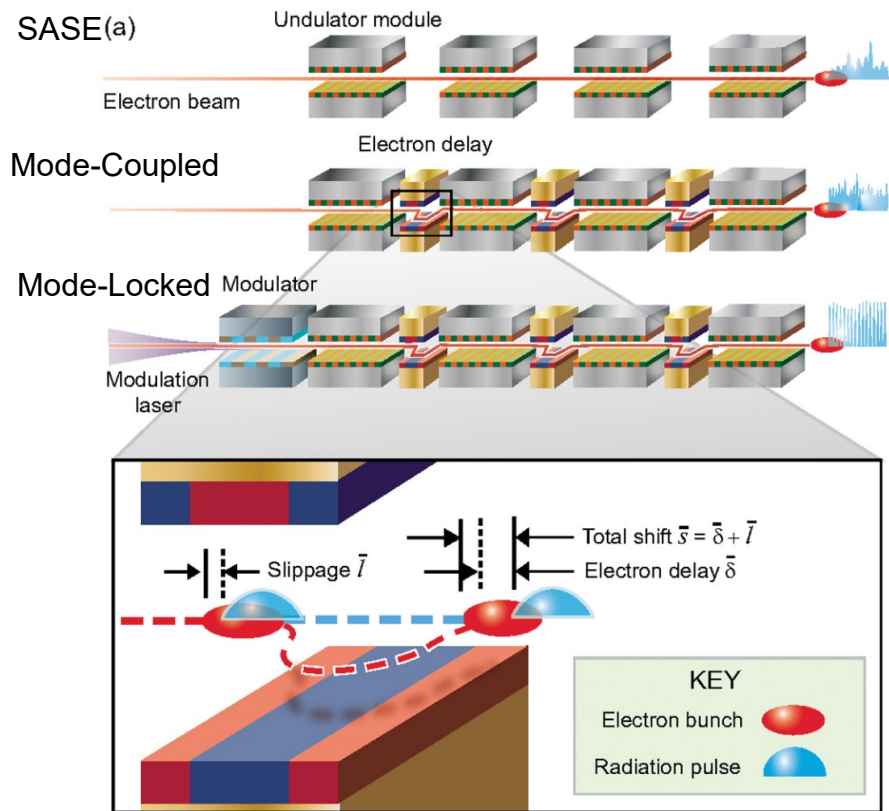 SASE (a)
Undulator module
Electron beam
Electron delay
Mode-Coupled
Mode-Locked
Modulator
Modulation
laser
Total shift s̄ = δ̄ + l̄
Slippage l̄
Electron delay δ̄
KEY
Electron bunch
Radiation pulse